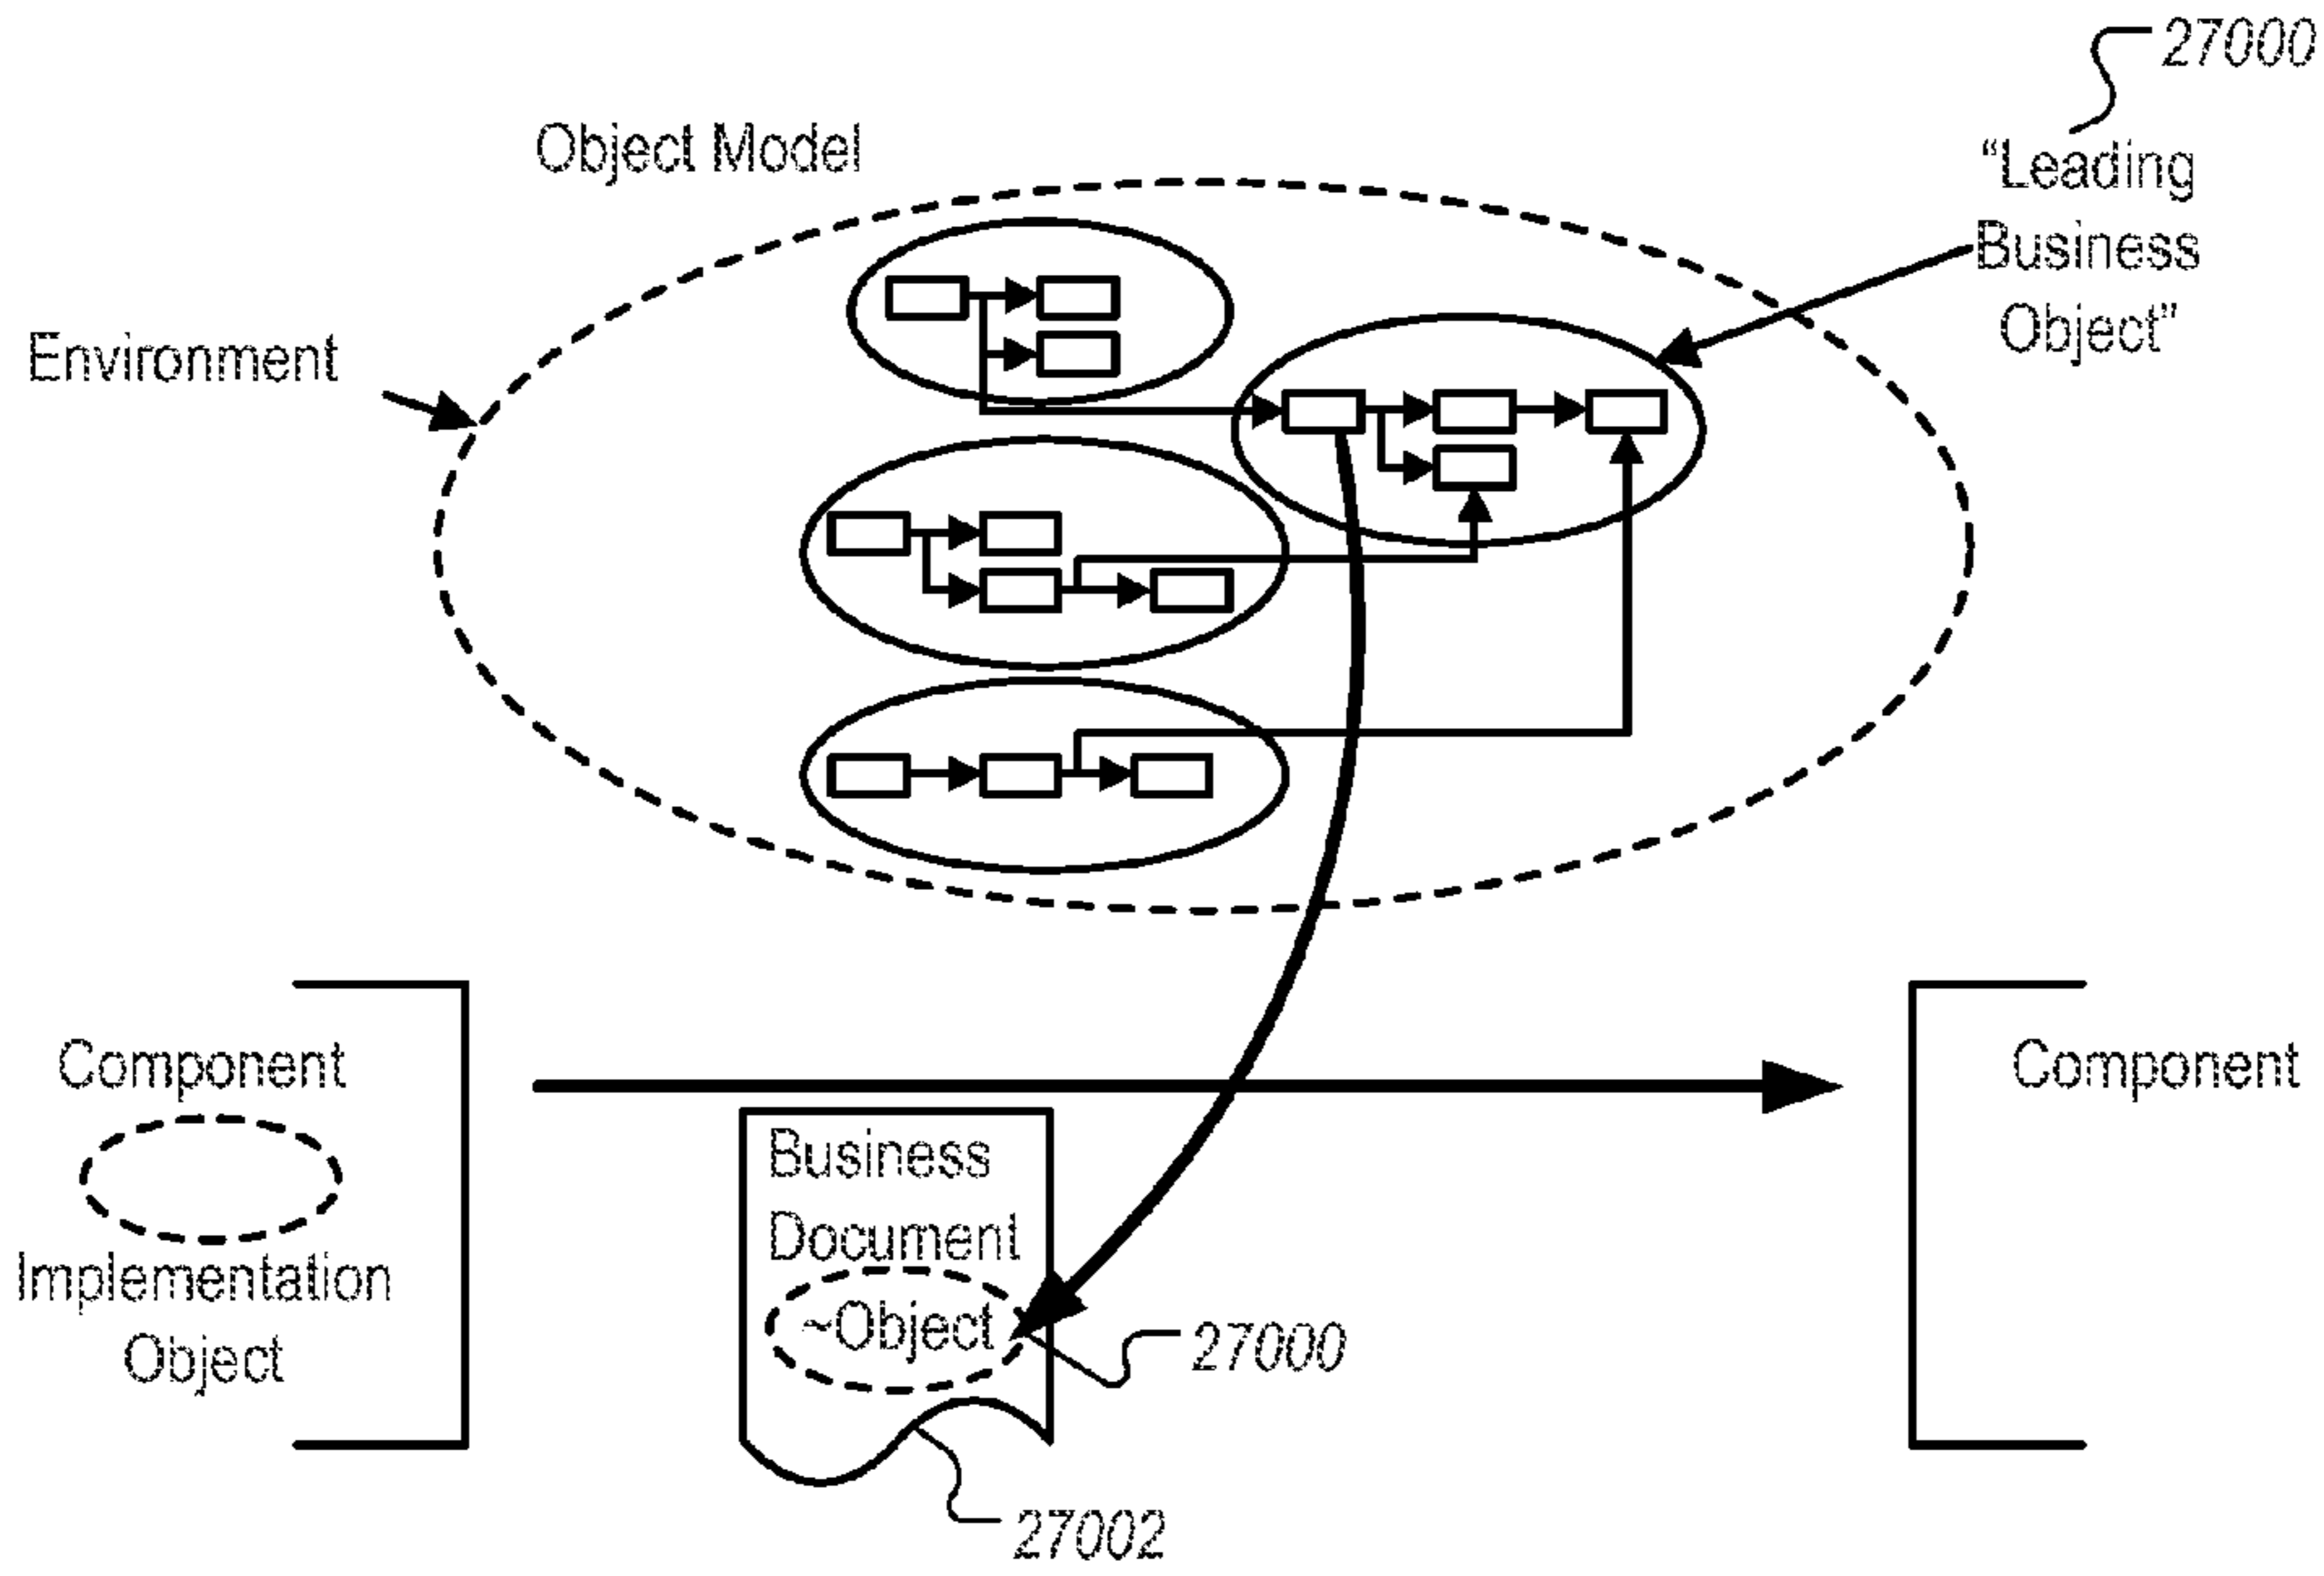 27000
Object Model
“Leading
Business
Object”
Environment
Component
Implementation
Object
Business
Document
~Object
27000
27002
Component